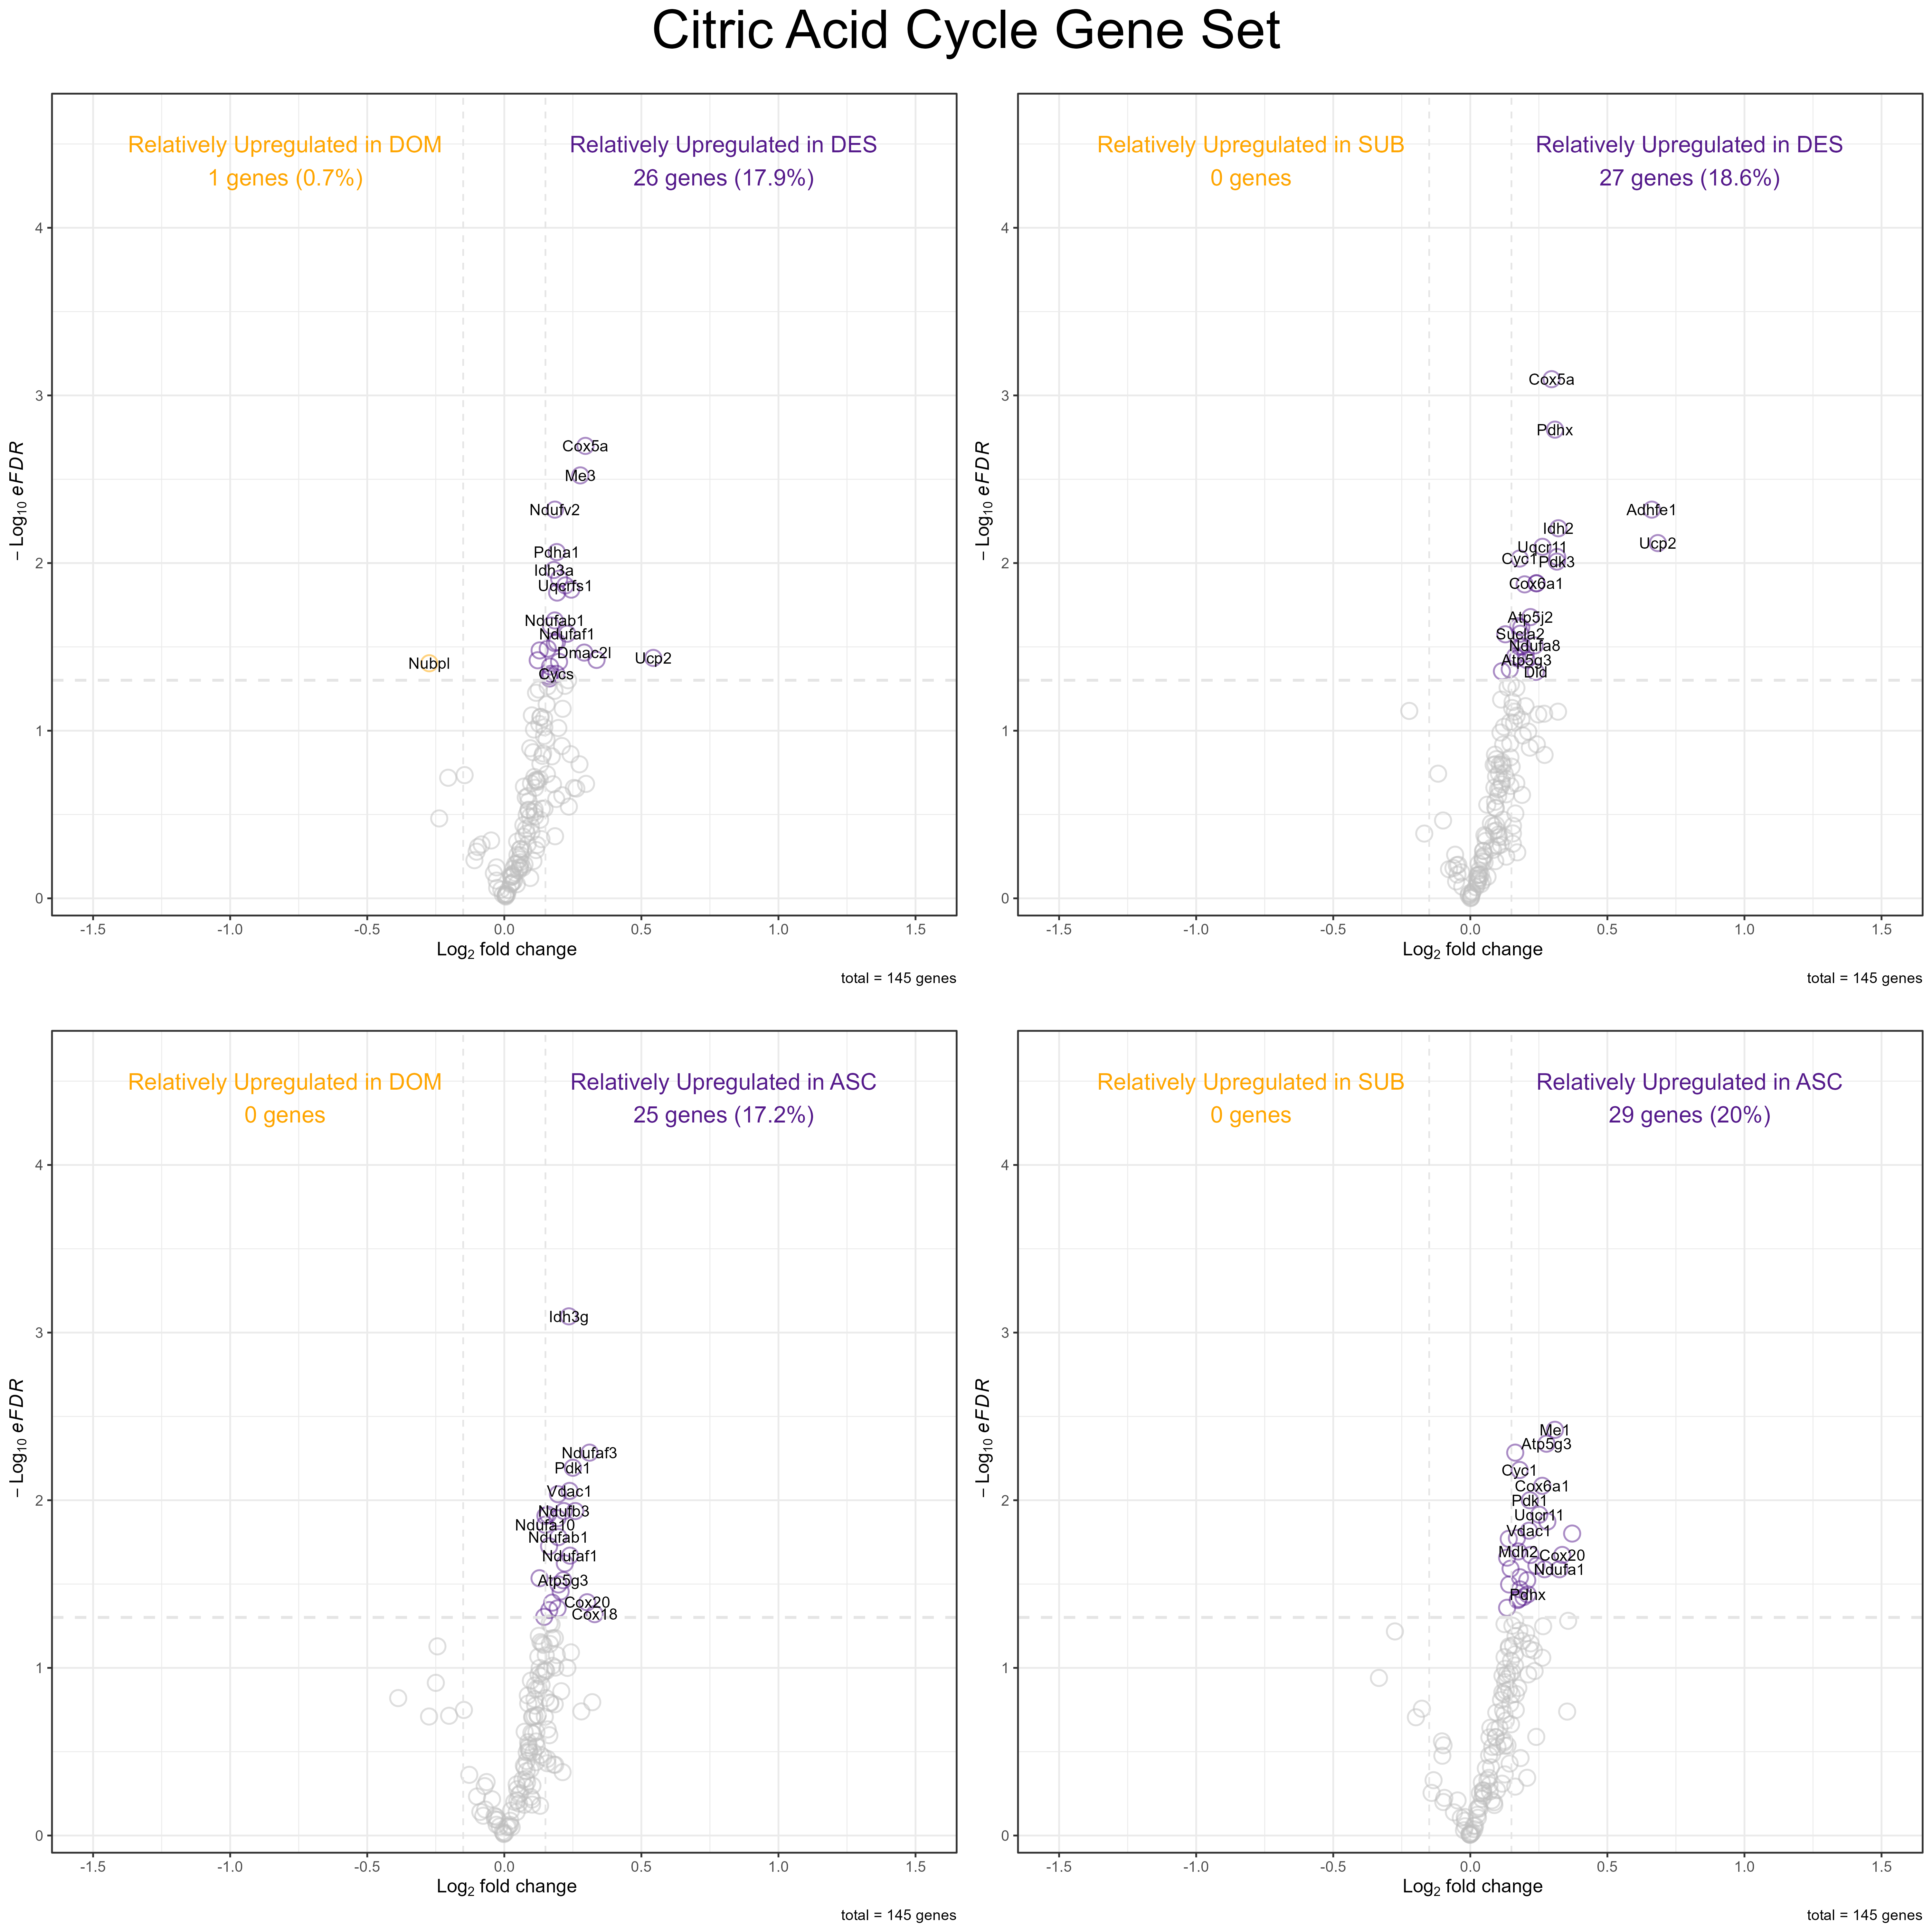 Citric Acid Cycle Gene Set
Relatively Upregulated in DOM
1 genes (0.7%)
Relatively Upregulated in DES
26 genes (17.9%)
4
3
2
1
0
− Log10 eFDR
Cox5a
Me3
Ndufv2
Pdha1
Idh3a
Uqcrfs1
Ndufab1
Ndufaf1
Dmac2l
Ucp2
Nubpl
Cycs
-1.5
-1.0
-0.5
0.0
0.5
1.0
1.5
Log2 fold change
total = 145 genes
Relatively Upregulated in SUB
0 genes
Relatively Upregulated in DES
27 genes (18.6%)
4
3
2
1
0
− Log10 eFDR
Cox5a
Pdhx
Adhfe1
Idh2
Ucp2
Uqcr11
Cyc1
Pdk3
Cox6a1
Atp5j2
Sucla2
Ndufa8
Atp5g3
Dld
-1.5
-1.0
-0.5
0.0
0.5
1.0
1.5
Log2 fold change
total = 145 genes
Relatively Upregulated in DOM
0 genes
Relatively Upregulated in ASC
25 genes (17.2%)
4
3
2
1
0
− Log10 eFDR
Idh3g
Ndufaf3
Pdk1
Vdac1
Ndufb3
Ndufa10
Ndufab1
Ndufaf1
Atp5g3
Cox20
Cox18
-1.5
-1.0
-0.5
0.0
0.5
1.0
1.5
Log2 fold change
total = 145 genes
Relatively Upregulated in SUB
0 genes
Relatively Upregulated in ASC
29 genes (20%)
4
3
2
1
0
− Log10 eFDR
Me1
Atp5g3
Cyc1
Cox6a1
Pdk1
Uqcr11
Vdac1
Mdh2
Cox20
Ndufa1
Pdhx
-1.5
-1.0
-0.5
0.0
0.5
1.0
1.5
Log2 fold change
total = 145 genes